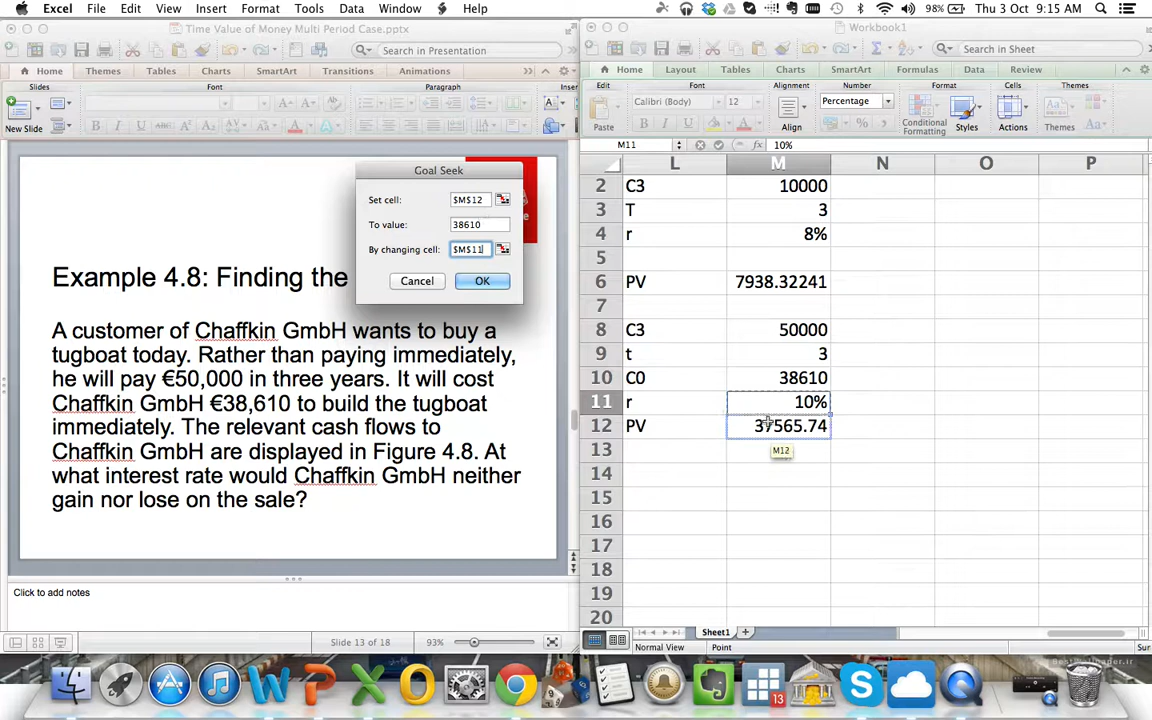 Excel File Edit View Insert Format Tools Data Window Help
98% Thu 3 Oct 9:15 AM
Time Value of Money Multi Period Case.pptx
Search in Presentation
Home Themes Tables Charts SmartArt Transitions Animations
Slides Font Paragraph Inser
New Slide
Goal Seek
Set cell: $M$12
To value: 38610
By changing cell: $M$11
Cancel OK
Example 4.8: Finding the
A customer of Chaffkin GmbH wants to buy a
tugboat today. Rather than paying immediately,
he will pay €50,000 in three years. It will cost
Chaffkin GmbH €38,610 to build the tugboat
immediately. The relevant cash flows to
Chaffkin GmbH are displayed in Figure 4.8. At
what interest rate would Chaffkin GmbH neither
gain nor lose on the sale?
Click to add notes
Slide 13 of 18 93%
Workbook1
Search in Sheet
Home Layout Tables Charts SmartArt Formulas Data Review
Edit Font Alignment Number Format Cells Themes
Calibri (Body) 12 Percentage
Paste Align Conditional Formatting Styles Actions Themes
M11 fx 10%
L M N O P
2 C3 10000
3 T 3
4 r 8%
5
6 PV 7938.32241
7
8 C3 50000
9 t 3
10 C0 38610
11 r 10%
12 PV 37565.74
13 M12
14
15
16
17
18
19
20
Sheet1
Normal View Point
13